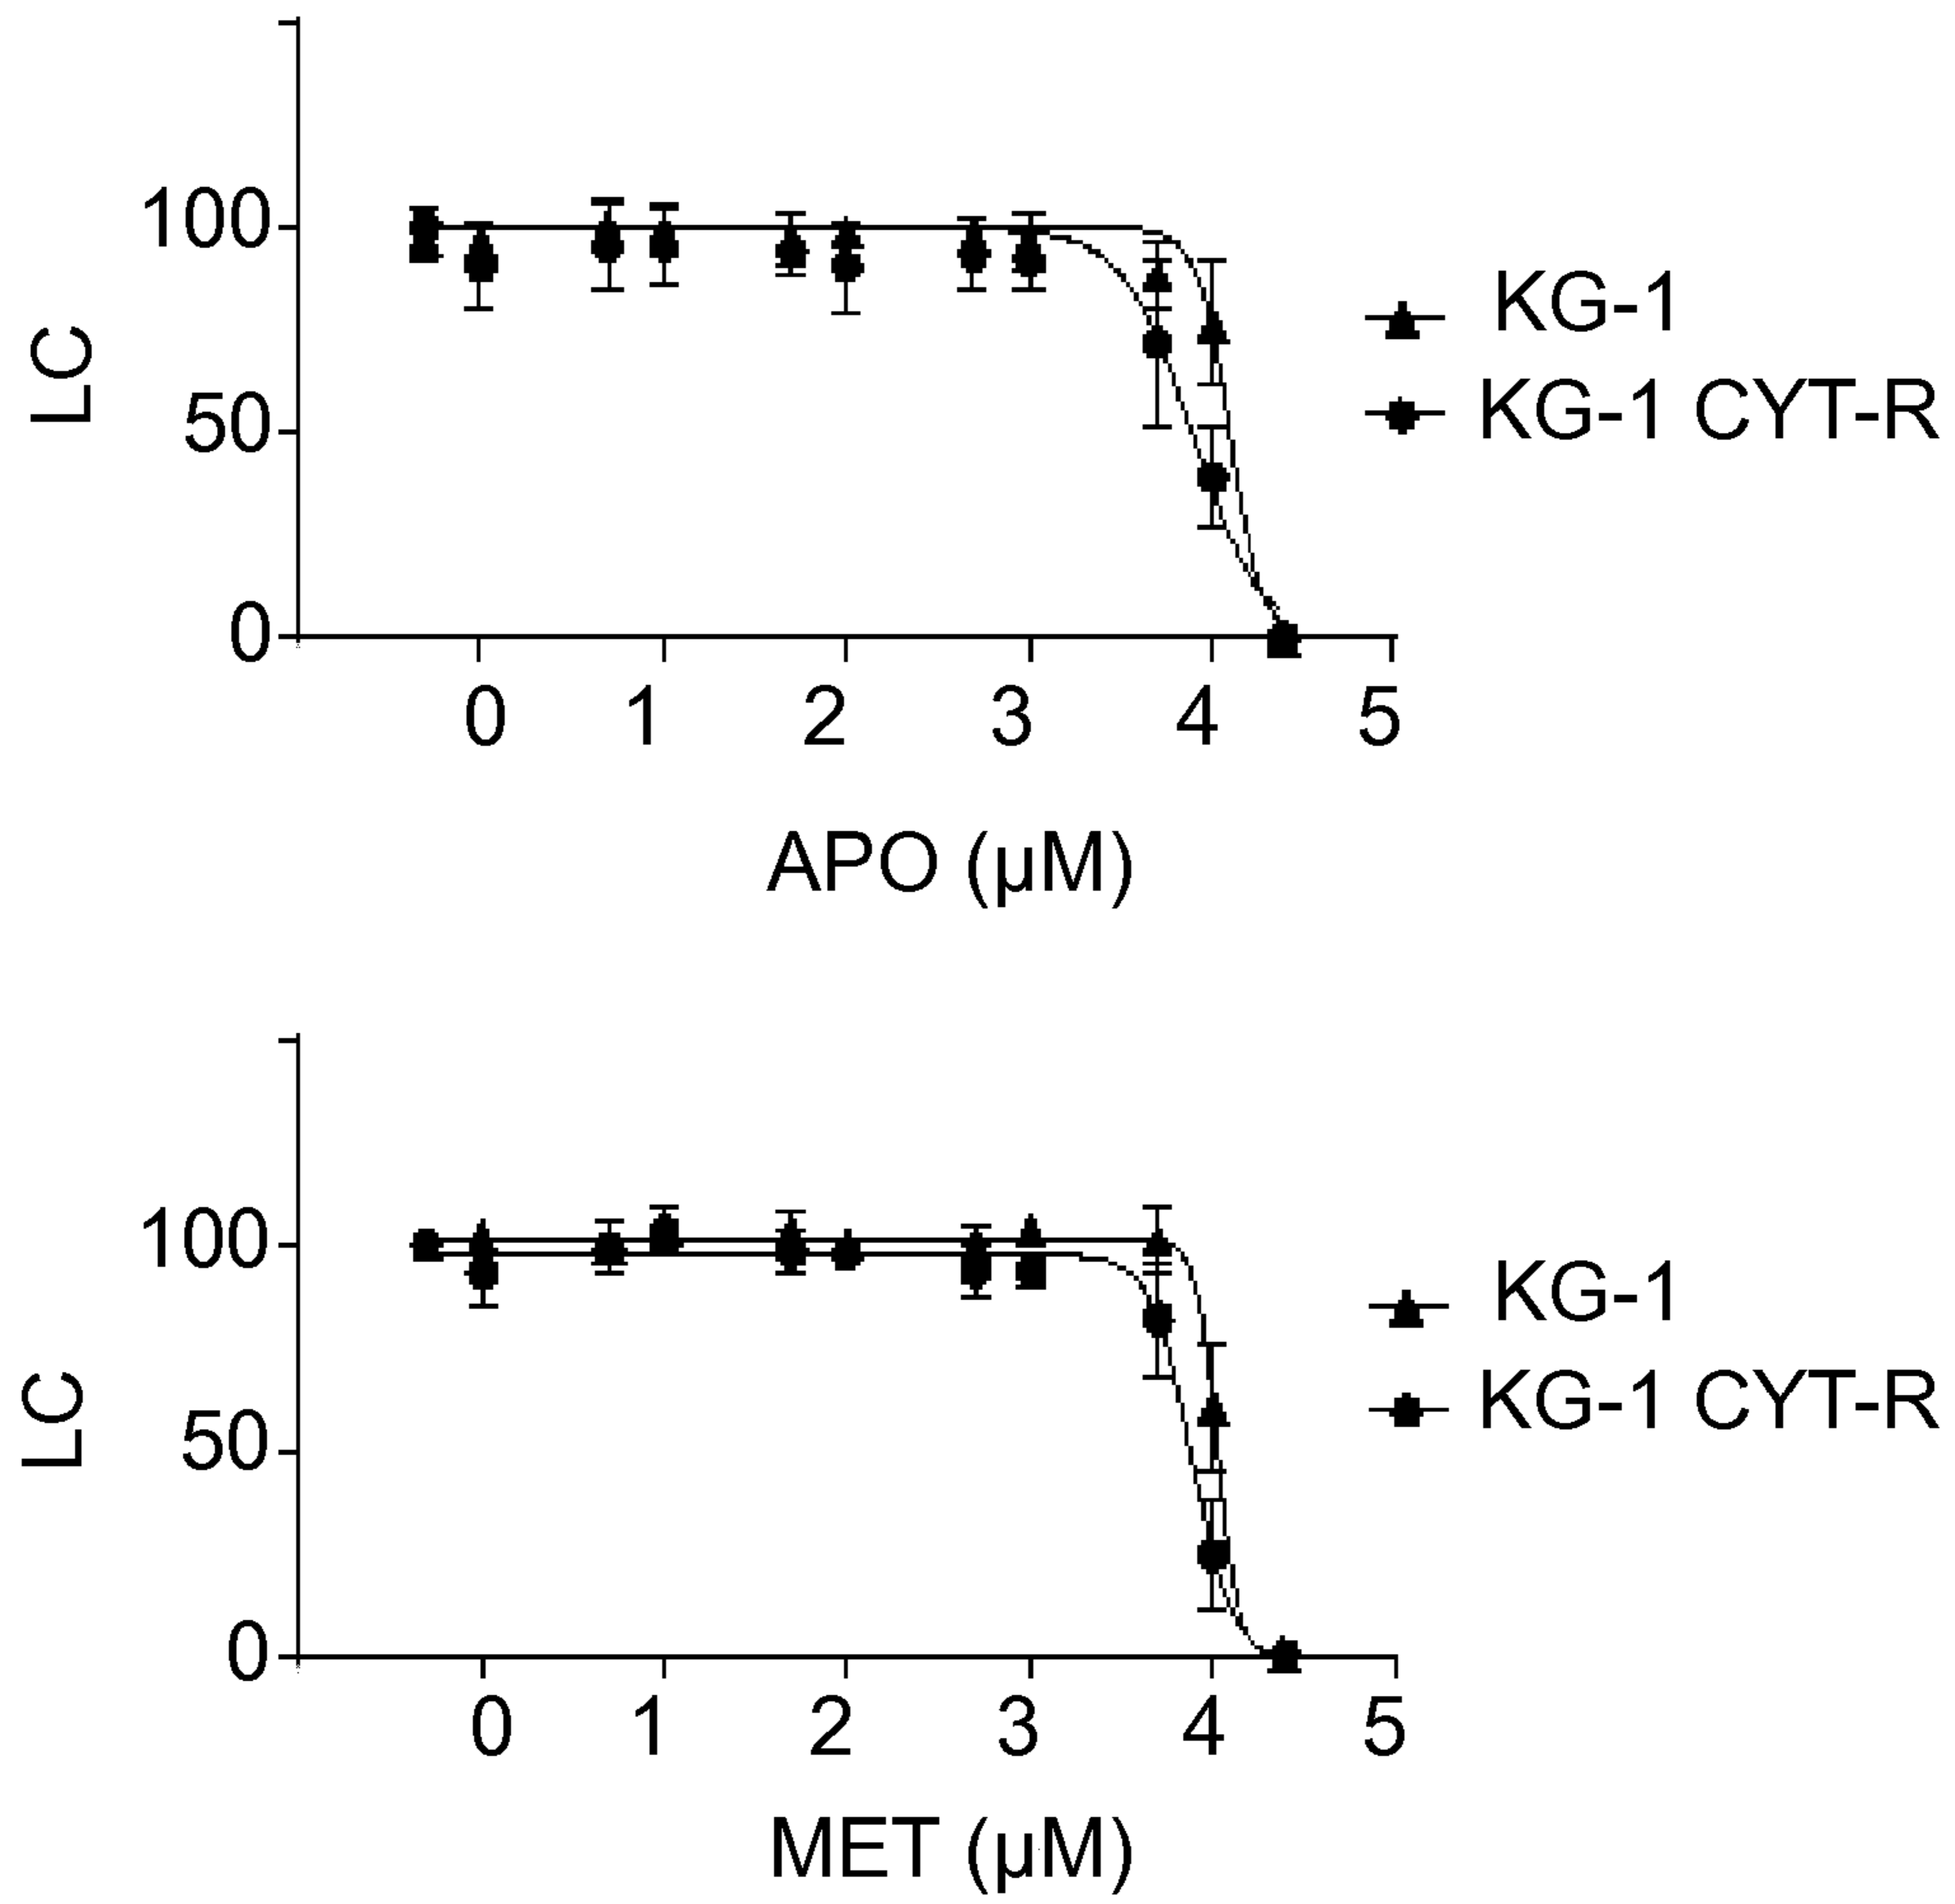 100
50
0
LC
0 1 2 3 4 5
APO (µM)
KG-1
KG-1 CYT-R
100
50
0
LC
0 1 2 3 4 5
MET (µM)
KG-1
KG-1 CYT-R